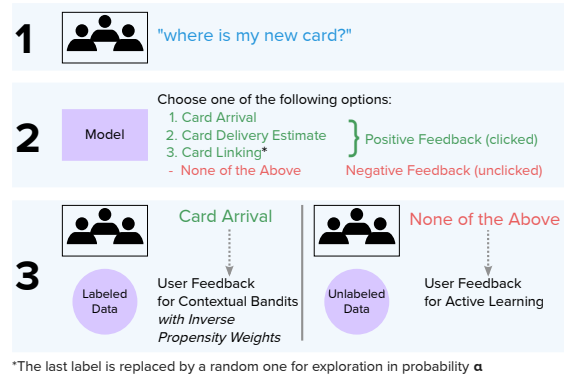 1
"where is my new card?"
2
Model
Choose one of the following options:
1. Card Arrival
2. Card Delivery Estimate
3. Card Linking*
- None of the Above
Positive Feedback (clicked)
Negative Feedback (unclicked)
3
Labeled
Data
Card Arrival
User Feedback
for Contextual Bandits
with Inverse
Propensity Weights
Unlabeled
Data
None of the Above
User Feedback
for Active Learning
*The last label is replaced by a random one for exploration in probability α